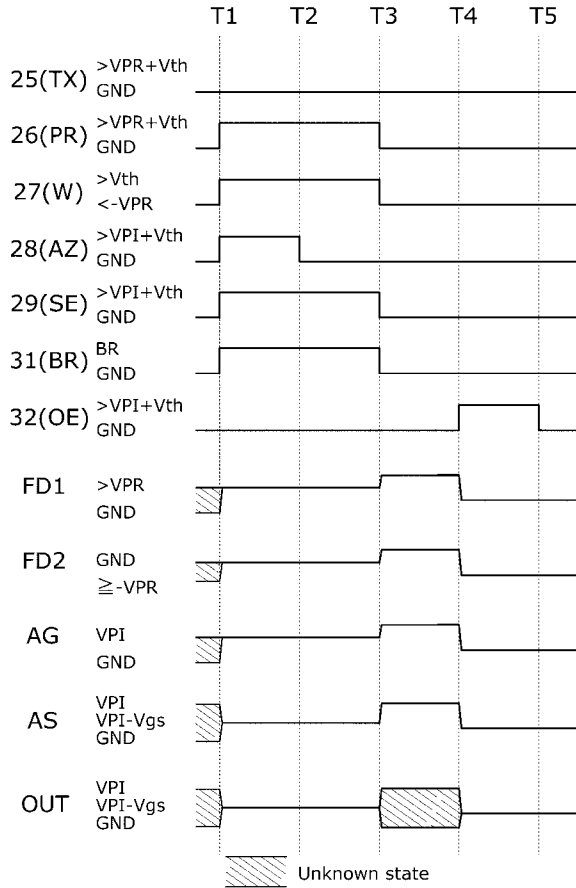 T1 T2 T3 T4 T5
25(TX) >VPR+Vth
GND
26(PR) >VPR+Vth
GND
27(W) >Vth
<-VPR
28(AZ) >VPI+Vth
GND
29(SE) >VPI+Vth
GND
31(BR) BR
GND
32(OE) >VPI+Vth
GND
FD1 >VPR
GND
FD2 GND
≧-VPR
AG VPI
GND
AS VPI
VPI-Vgs
GND
OUT VPI
VPI-Vgs
GND
Unknown state